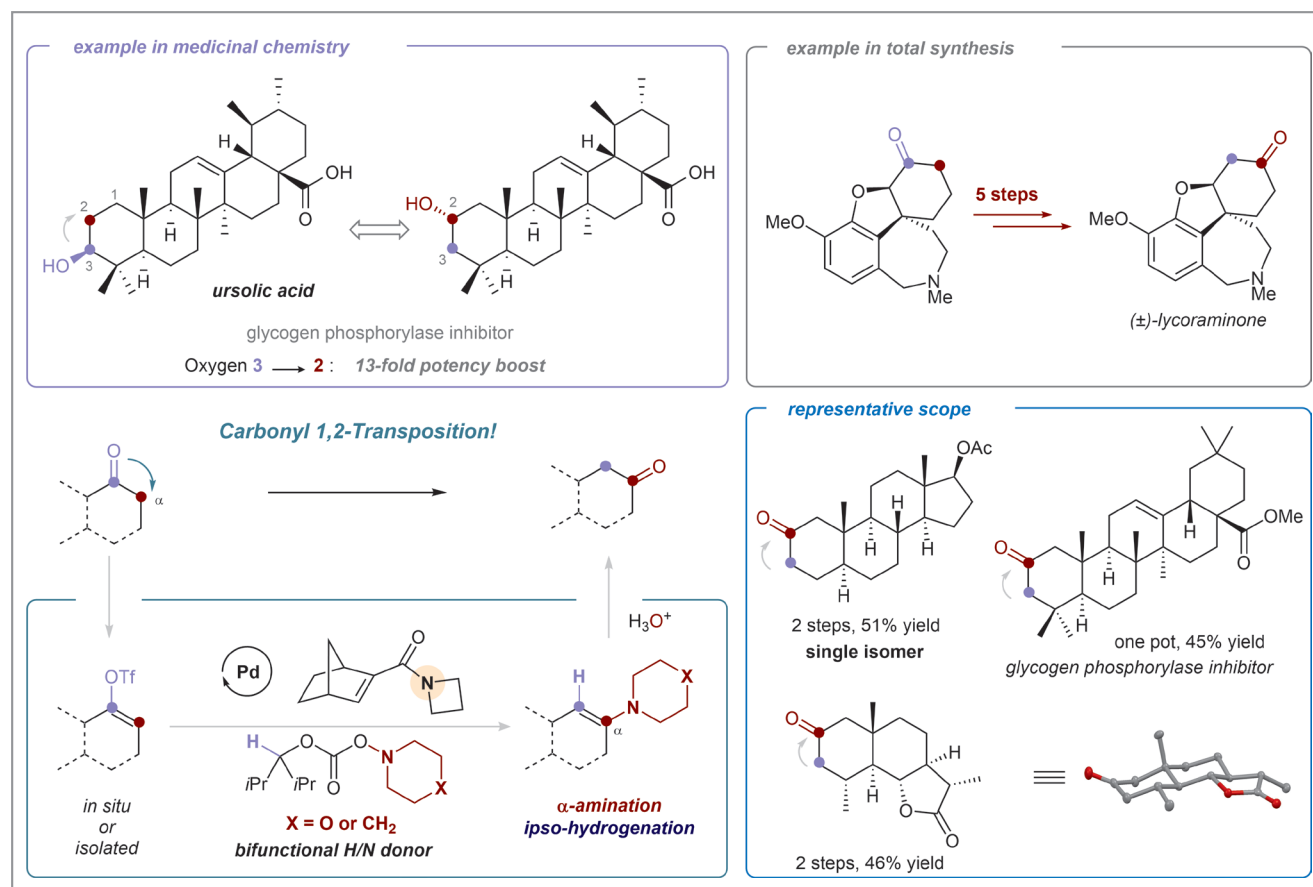 example in medicinal chemistry
H
OH
O
1
2
3
HO
H
H
ursolic acid
H
OH
O
HO
2
3
H
H
glycogen phosphorylase inhibitor
Oxygen 3 → 2 : 13-fold potency boost
example in total synthesis
O
O
MeO
N
Me
5 steps
O
O
MeO
N
Me
(±)-lycoraminone
Carbonyl 1,2-Transposition!
O
α
O
H3O+
OTf
in situ
or
isolated
Pd
O
N
H
O
O
O
N
X
iPr
iPr
X = O or CH2
bifunctional H/N donor
H
N
X
α
α-amination
ipso-hydrogenation
representative scope
OAc
O
H
H
H
H
2 steps, 51% yield
single isomer
H
OMe
O
O
H
H
one pot, 45% yield
glycogen phosphorylase inhibitor
O
H
H
O
O
2 steps, 46% yield